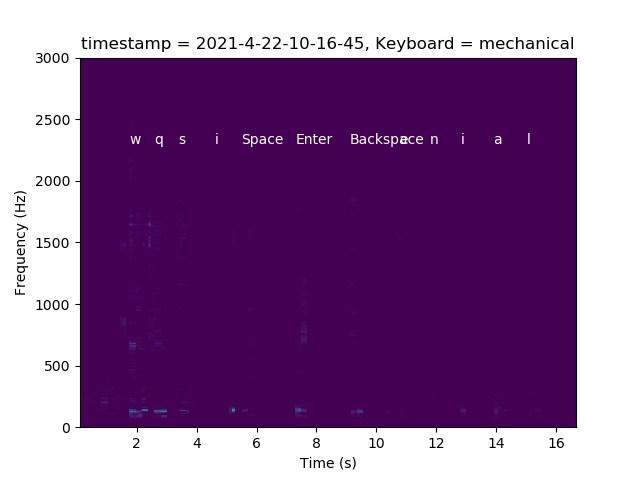 timestamp = 2021-4-22-10-16-45, Keyboard = mechanical
3000
2500
w q s i Space Enter Backspace e n i a l
2000
Frequency (Hz)
1500
1000
500
0
2 4 6 8 10 12 14 16
Time (s)